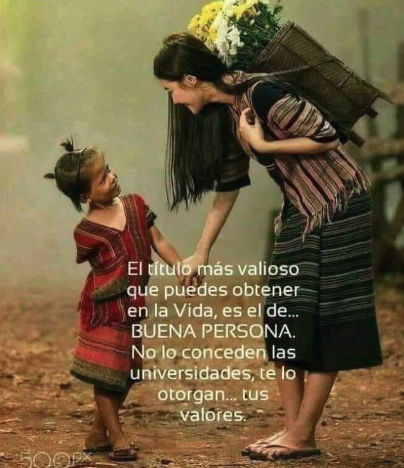 El título más valioso
que puedes obtener
en la Vida, es el de...
BUENA PERSONA.
No lo conceden las
universidades, te lo
otorgan... tus
valores.
500PX